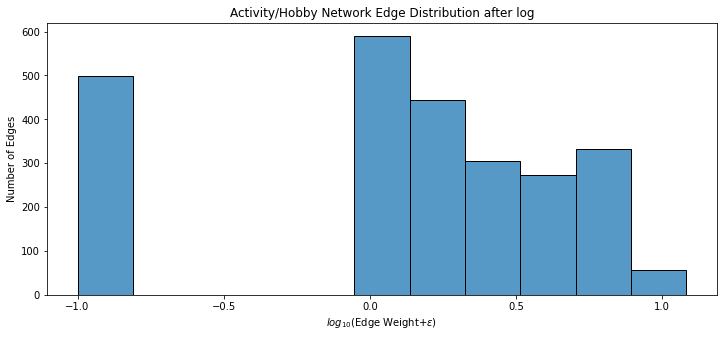 Activity/Hobby Network Edge Distribution after log
600
500
400
300
200
100
0
Number of Edges
−1.0 −0.5 0.0 0.5 1.0
log₁₀(Edge Weight+ε)